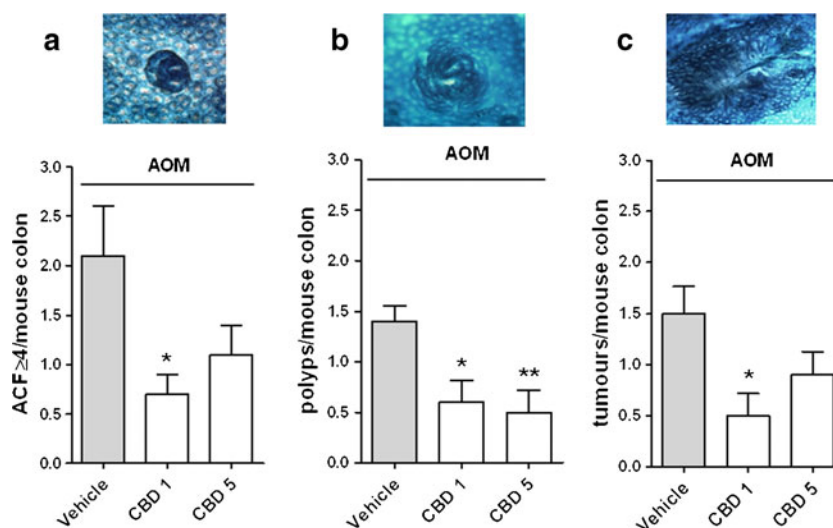 a
AOM
ACF ≥4/mouse colon
3.0
2.5
2.0
1.5
1.0
0.5
0.0
*
Vehicle
CBD 1
CBD 5
b
AOM
polyps/mouse colon
3.0
2.5
2.0
1.5
1.0
0.5
0.0
*
**
Vehicle
CBD 1
CBD 5
c
AOM
tumours/mouse colon
3.0
2.5
2.0
1.5
1.0
0.5
0.0
*
Vehicle
CBD 1
CBD 5